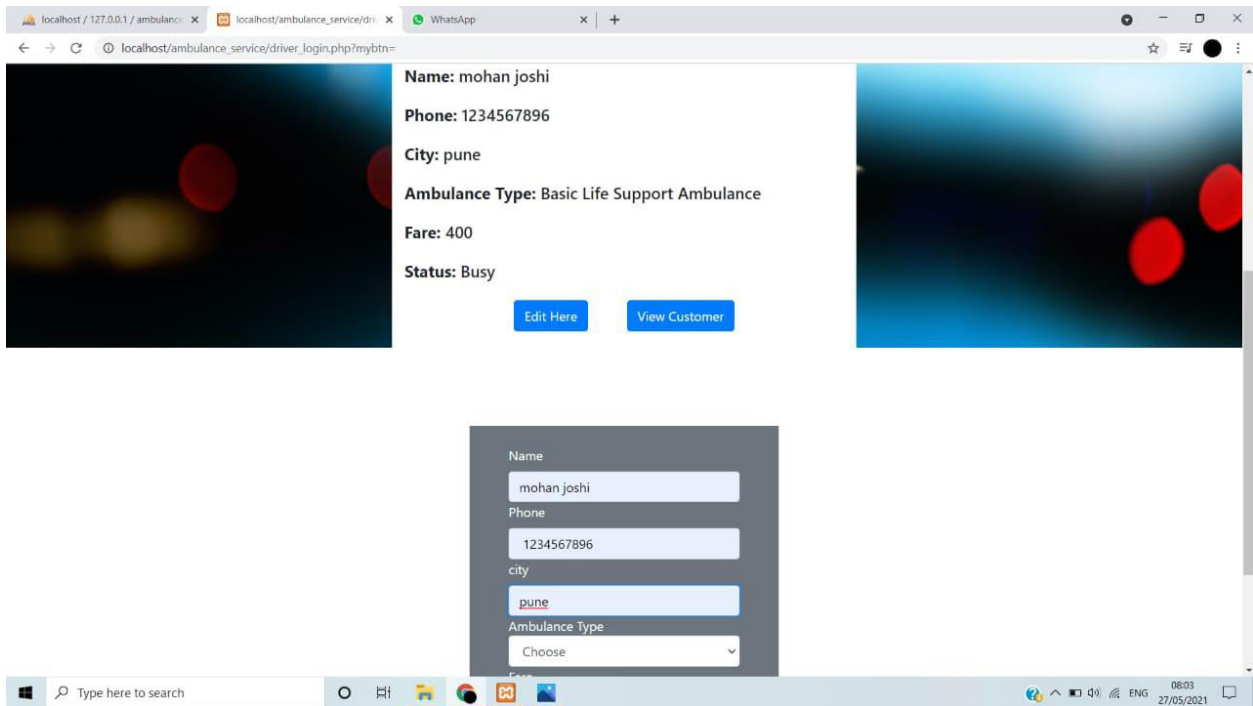 localhost / 127.0.0.1 / ambulanc
localhost/ambulance_service/dri
WhatsApp
localhost/ambulance_service/driver_login.php?mybtn=
Name: mohan joshi
Phone: 1234567896
City: pune
Ambulance Type: Basic Life Support Ambulance
Fare: 400
Status: Busy
Edit Here
View Customer
Name
mohan joshi
Phone
1234567896
city
pune
Ambulance Type
Choose
Type here to search
ENG
08:03
27/05/2021